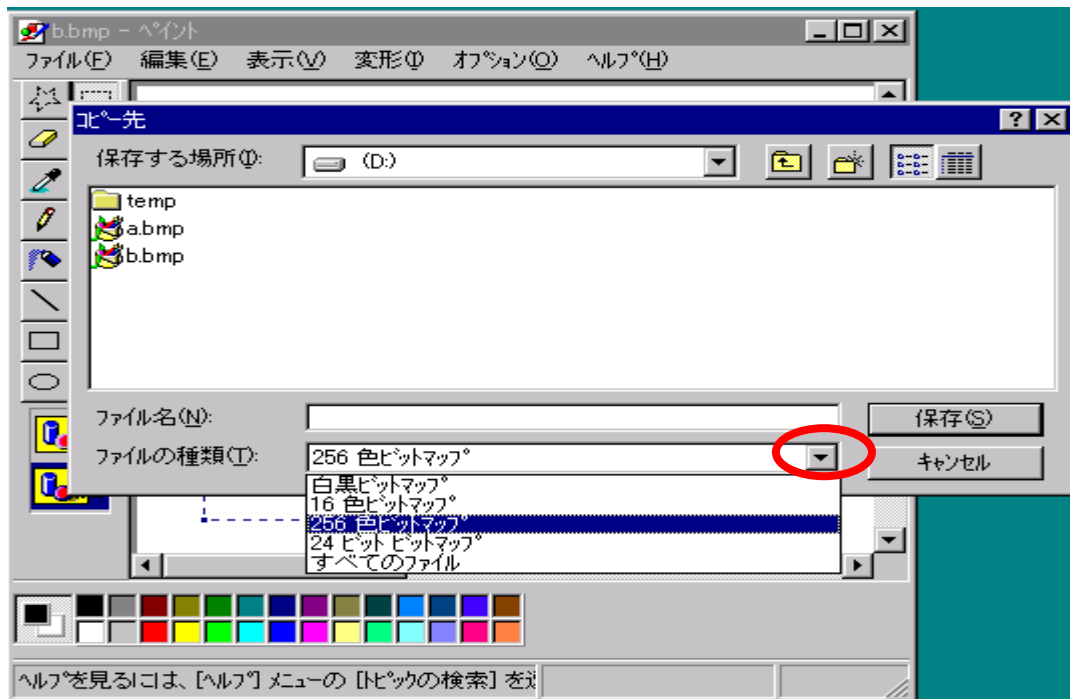 b.bmp - ﾍﾟｲﾝﾄ
ﾌｧｲﾙ(F) 編集(E) 表示(V) 変形(I) ｵﾌﾟｼｮﾝ(O) ﾍﾙﾌﾟ(H)
ｺﾋﾟｰ先
保存する場所(I): (D:)
temp
a.bmp
b.bmp
ﾌｧｲﾙ名(N): 保存(S)
ﾌｧｲﾙの種類(T): 256 色ﾋﾞｯﾄﾏｯﾌﾟ ｷｬﾝｾﾙ
白黒ﾋﾞｯﾄﾏｯﾌﾟ
16 色ﾋﾞｯﾄﾏｯﾌﾟ
256 色ﾋﾞｯﾄﾏｯﾌﾟ
24 ﾋﾞｯﾄ ﾋﾞｯﾄﾏｯﾌﾟ
すべてのﾌｧｲﾙ
ﾍﾙﾌﾟを見るには、[ﾍﾙﾌﾟ] ﾒﾆｭｰの [ﾄﾋﾟｯｸの検索] を